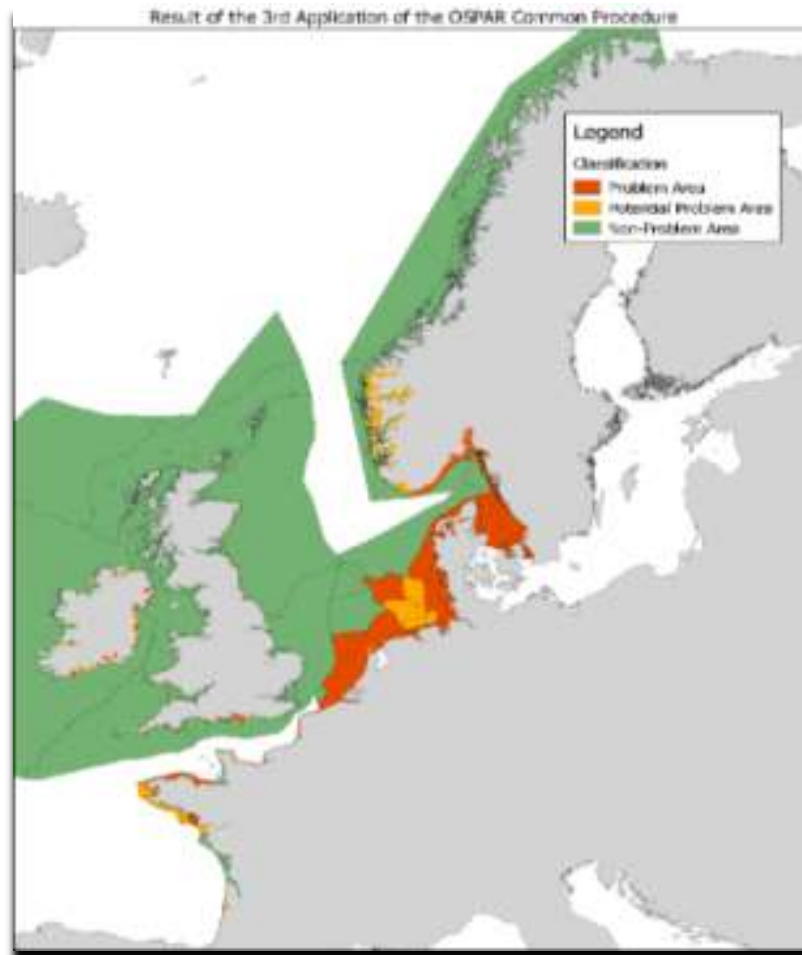 Result of the 3rd Application of the OSPAR Common Procedure
Legend
Classification
Problem Area
Potential Problem Area
Non-Problem Area